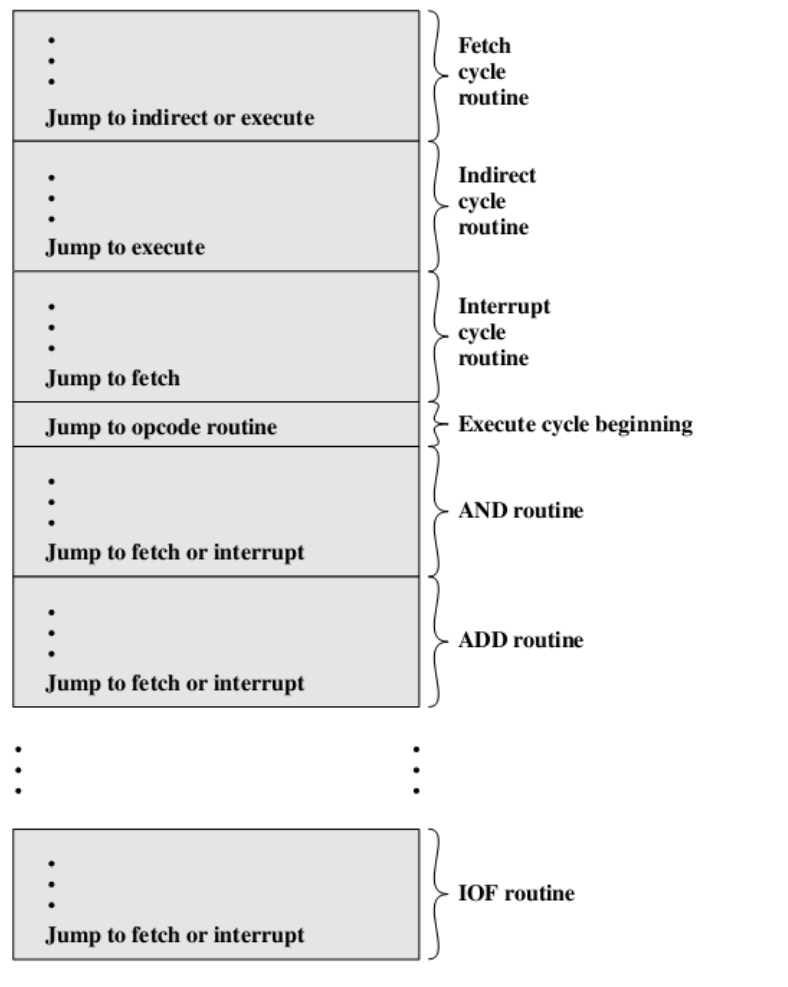 Fetch
cycle
routine
Jump to indirect or execute
Indirect
cycle
routine
Jump to execute
Interrupt
cycle
routine
Jump to fetch
Jump to opcode routine
Execute cycle beginning
AND routine
Jump to fetch or interrupt
ADD routine
Jump to fetch or interrupt
IOF routine
Jump to fetch or interrupt